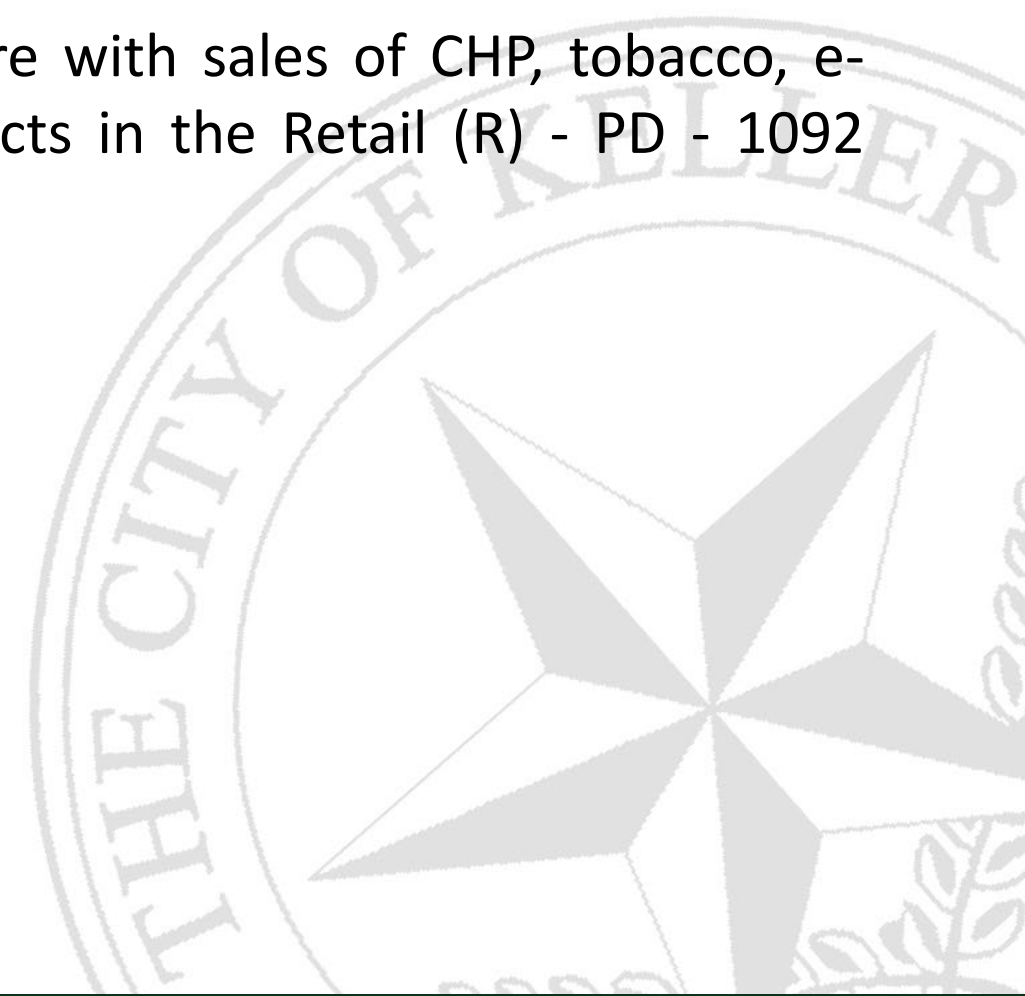 re with sales of CHP, tobacco, e-
cts in the Retail (R) - PD - 1092
THE CITY OF KELLER